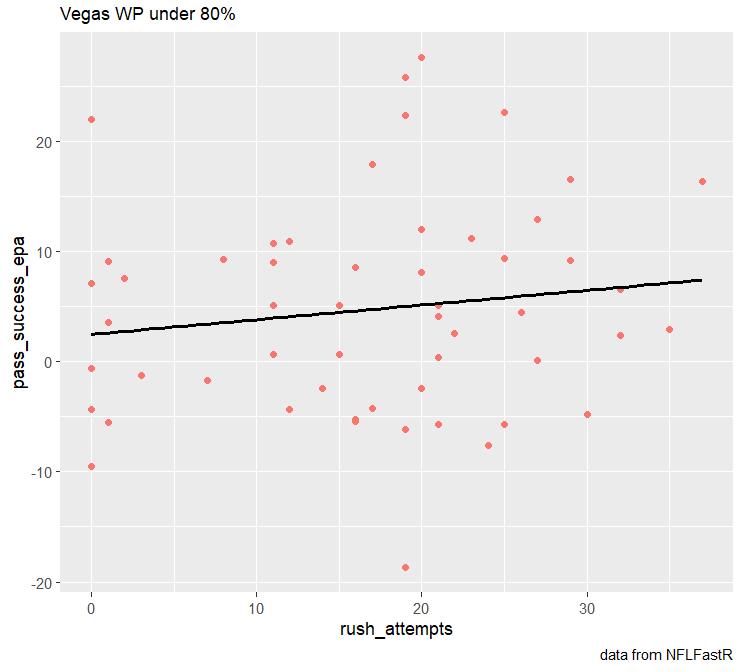 Vegas WP under 80%
pass_success_epa
20
10
0
-10
-20
0 10 20 30
rush_attempts
data from NFLFastR